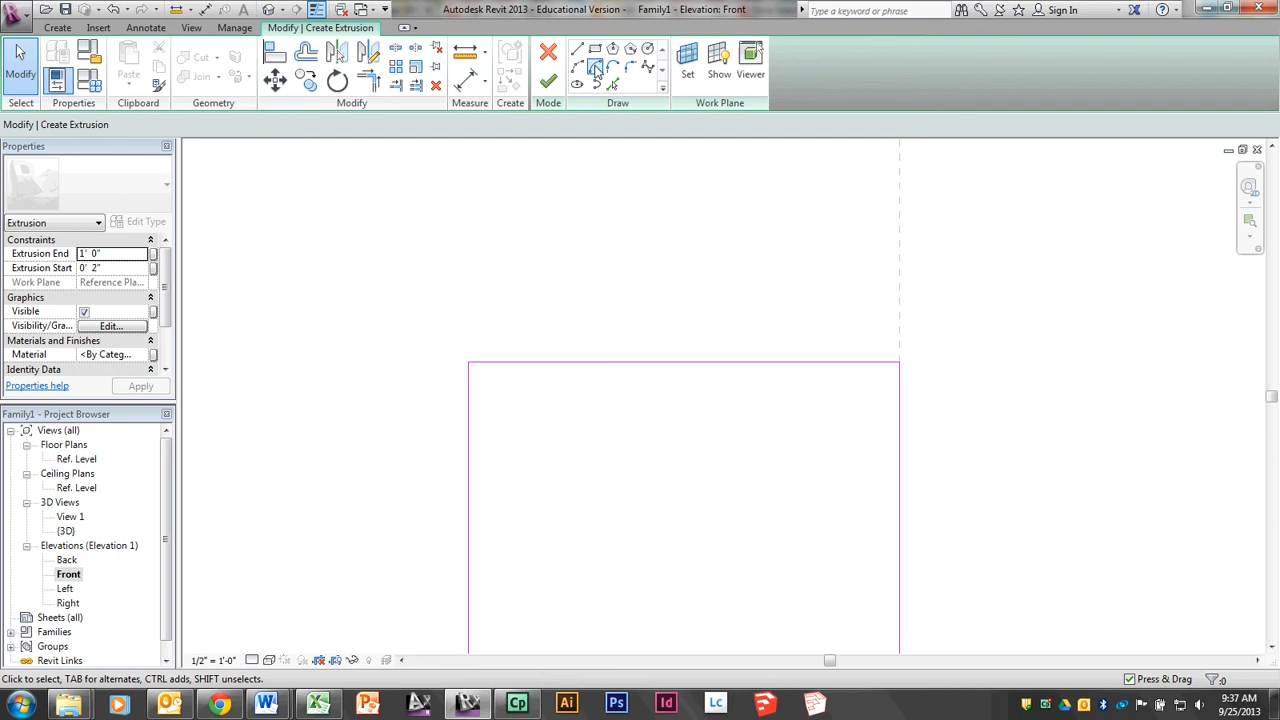 Autodesk Revit 2013 - Educational Version - Family1 - Elevation: Front
Type a keyword or phrase
Sign In
Create Insert Annotate View Manage Modify | Create Extrusion
Modify
Paste
Cut
Join
Set Show Viewer
Select Properties Clipboard Geometry Modify Measure Create Mode Draw Work Plane
Modify | Create Extrusion
Properties
Extrusion
Edit Type
Constraints
Extrusion End 1' 0"
Extrusion Start 0' 2"
Work Plane Reference Pla...
Graphics
Visible
Visibility/Gra... Edit...
Materials and Finishes
Material <By Categ...
Identity Data
Properties help
Apply
Family1 - Project Browser
Views (all)
Floor Plans
Ref. Level
Ceiling Plans
Ref. Level
3D Views
View 1
{3D}
Elevations (Elevation 1)
Back
Front
Left
Right
Sheets (all)
Families
Groups
Revit Links
1/2" = 1'-0"
Click to select, TAB for alternates, CTRL adds, SHIFT unselects.
Press & Drag
:0
9:37 AM
9/25/2013